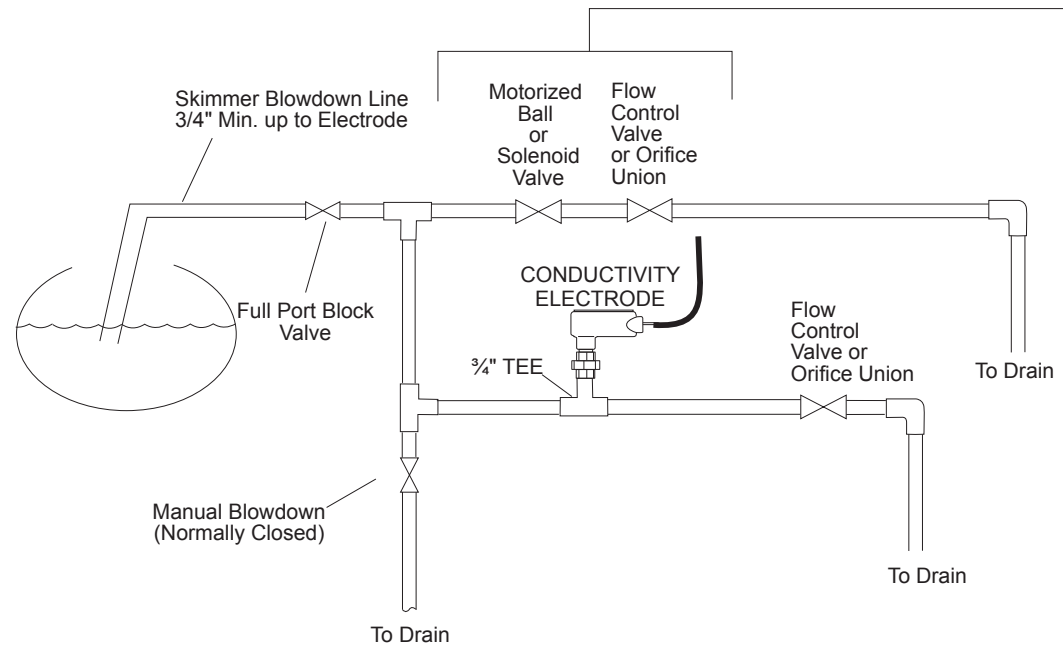 Skimmer Blowdown Line
3/4" Min. up to Electrode
Motorized
Ball
or
Solenoid
Valve
Flow
Control
Valve
or Orifice
Union
Full Port Block
Valve
CONDUCTIVITY
ELECTRODE
¾" TEE
Flow
Control
Valve or
Orifice Union
To Drain
Manual Blowdown
(Normally Closed)
To Drain
To Drain